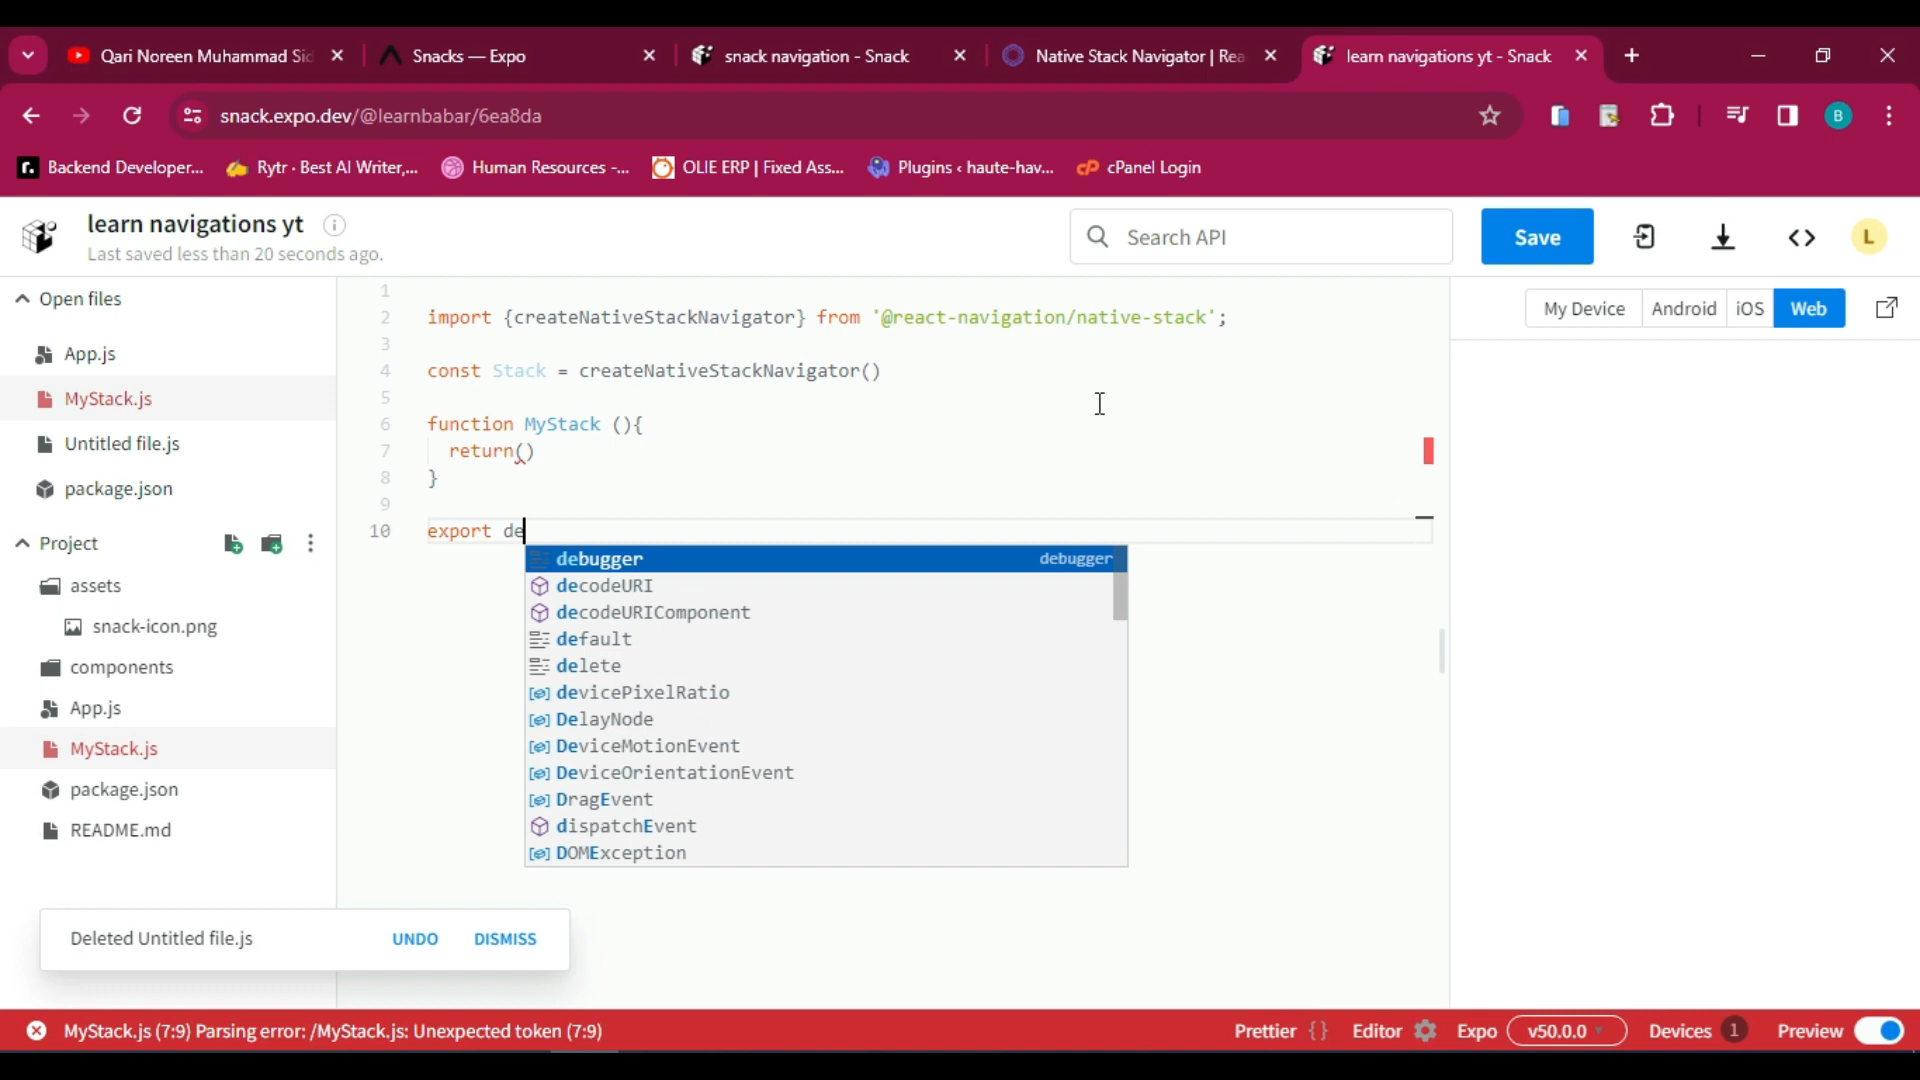 Qari Noreen Muhammad Sid
Snacks — Expo
snack navigation - Snack
Native Stack Navigator | Rea
learn navigations yt - Snack
snack.expo.dev/@learnbabar/6ea8da
B
Backend Developer...
Rytr · Best AI Writer,...
Human Resources -...
OLIE ERP | Fixed Ass...
Plugins ‹ haute-hav...
cPanel Login
learn navigations yt
Last saved less than 20 seconds ago.
Search API
Save
L
Open files
App.js
MyStack.js
Untitled file.js
package.json
Project
assets
snack-icon.png
components
App.js
MyStack.js
package.json
README.md
1
2 import {createNativeStackNavigator} from '@react-navigation/native-stack';
3
4 const Stack = createNativeStackNavigator()
5
6 function MyStack (){
7 return()
8 }
9
10 export de
debugger debugger
decodeURI
decodeURIComponent
default
delete
devicePixelRatio
DelayNode
DeviceMotionEvent
DeviceOrientationEvent
DragEvent
dispatchEvent
DOMException
My Device Android iOS Web
Deleted Untitled file.js UNDO DISMISS
MyStack.js (7:9) Parsing error: /MyStack.js: Unexpected token (7:9)
Prettier { } Editor Expo v50.0.0 Devices 1 Preview